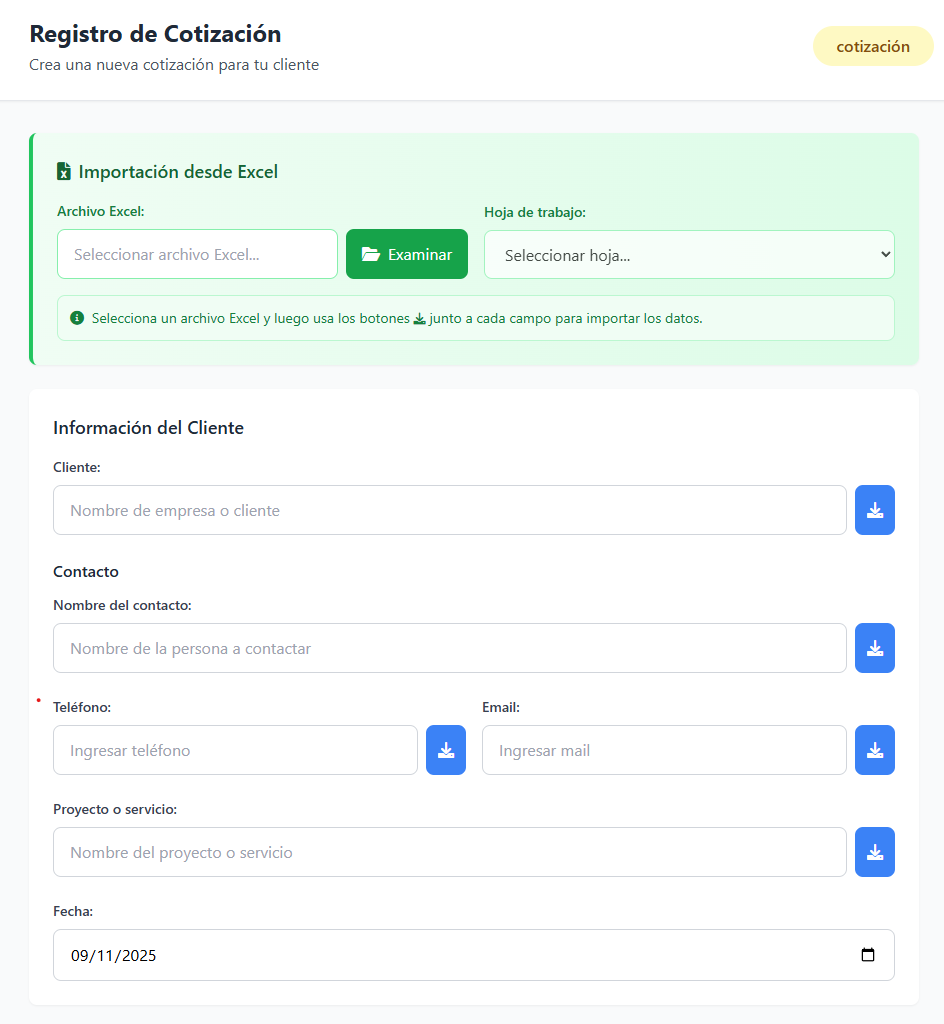 Registro de Cotización
Crea una nueva cotización para tu cliente
cotización
Importación desde Excel
Archivo Excel:
Hoja de trabajo:
Seleccionar archivo Excel...
Examinar
Seleccionar hoja...
Selecciona un archivo Excel y luego usa los botones junto a cada campo para importar los datos.
Información del Cliente
Cliente:
Nombre de empresa o cliente
Contacto
Nombre del contacto:
Nombre de la persona a contactar
Teléfono:
Email:
Ingresar teléfono
Ingresar mail
Proyecto o servicio:
Nombre del proyecto o servicio
Fecha:
09/11/2025